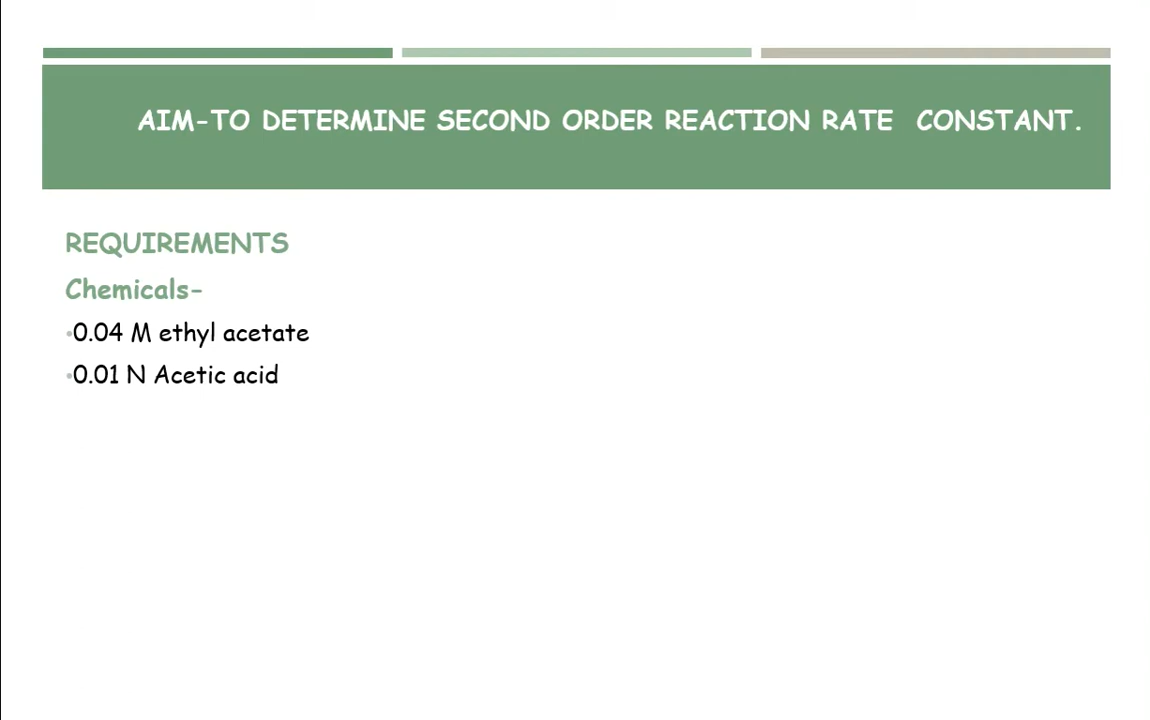 AIM-TO DETERMINE SECOND ORDER REACTION RATE  CONSTANT.
REQUIREMENTS
Chemicals-
•0.04 M ethyl acetate
•0.01 N Acetic acid